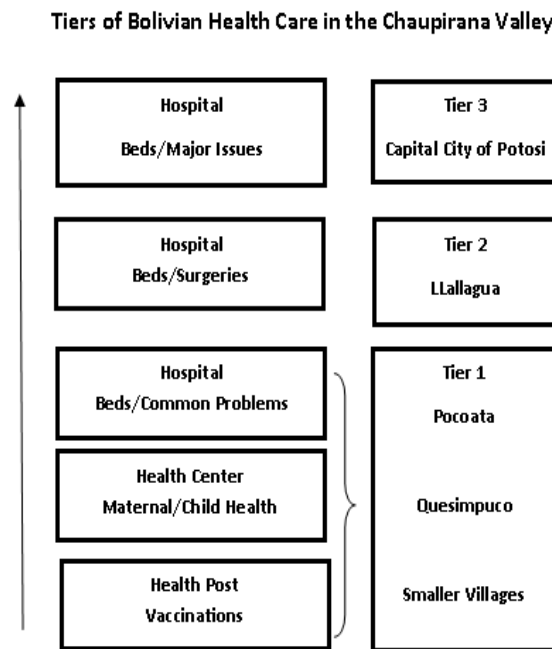 Tiers of Bolivian Health Care in the Chaupirana Valley
Hospital
Beds/Major Issues
Tier 3
Capital City of Potosi
Hospital
Beds/Surgeries
Tier 2
LLallagua
Hospital
Beds/Common Problems
Tier 1
Pocoata
Health Center
Maternal/Child Health
Quesimpuco
Health Post
Vaccinations
Smaller Villages